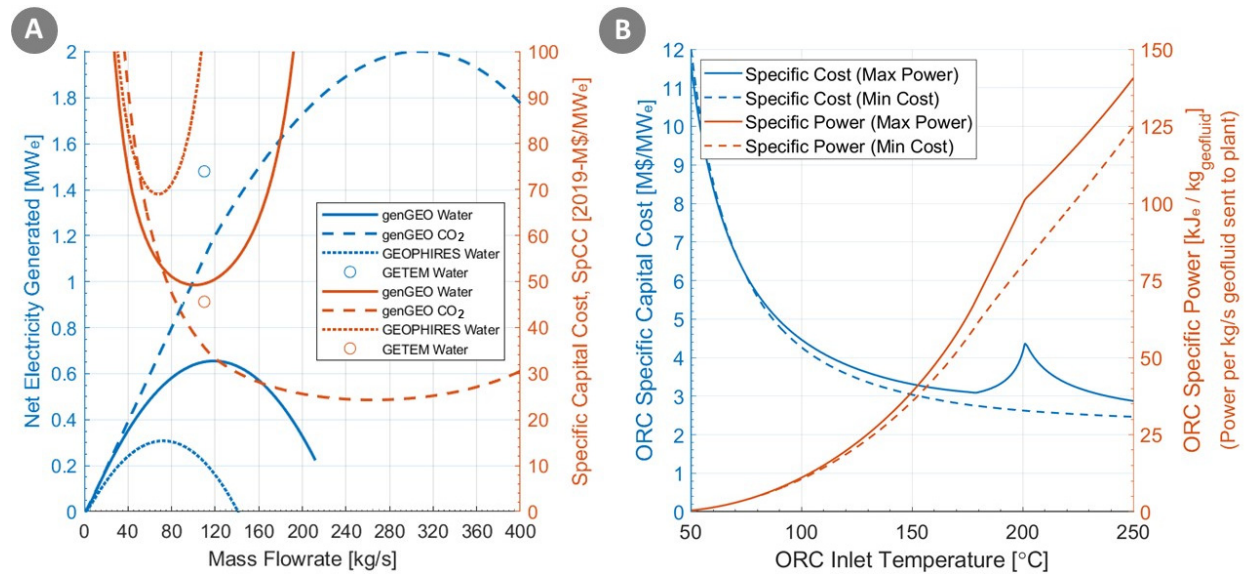 A
Net Electricity Generated [MWe]
2
1.8
1.6
1.4
1.2
1
0.8
0.6
0.4
0.2
0
0 40 80 120 160 200 240 280 320 360 400
Mass Flowrate [kg/s]
100
90
80
70
60
50
40
30
20
10
0
Specific Capital Cost, SpCC [2019-M$/MWe]
genGEO Water
genGEO CO2
GEOPHIRES Water
GETEM Water
genGEO Water
genGEO CO2
GEOPHIRES Water
GETEM Water
B
ORC Specific Capital Cost [M$/MWe]
12
11
10
9
8
7
6
5
4
3
2
1
0
50 100 150 200 250
ORC Inlet Temperature [°C]
150
125
100
75
50
25
0
ORC Specific Power [kJe / kggeofluid]
(Power per kg/s geofluid sent to plant)
Specific Cost (Max Power)
Specific Cost (Min Cost)
Specific Power (Max Power)
Specific Power (Min Cost)